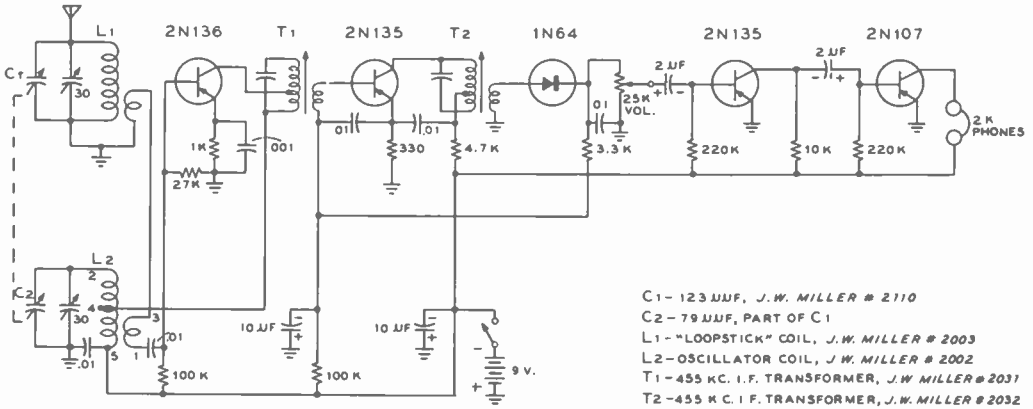 L1
2N136
T1
2N135
T2
1N64
2N135
2N107
C1
30
1K
.001
27K
.01
330
.01
4.7K
.01
3.3K
25K
VOL.
2 µF
+
-
220K
10K
2 µF
-
+
220K
2K
PHONES
L2
2
C2
30
4
3
5
1
.01
.01
100K
10 µF
-
+
100K
10 µF
-
+
-
+
9 V.
C1-123 µµF, J.W. MILLER # 2110
C2-79 µµF, PART OF C1
L1-"LOOPSTICK" COIL, J.W. MILLER # 2003
L2-OSCILLATOR COIL, J.W. MILLER # 2002
T1-455 KC. I.F. TRANSFORMER, J.W. MILLER # 2031
T2-455 KC. I.F. TRANSFORMER, J.W. MILLER # 2032